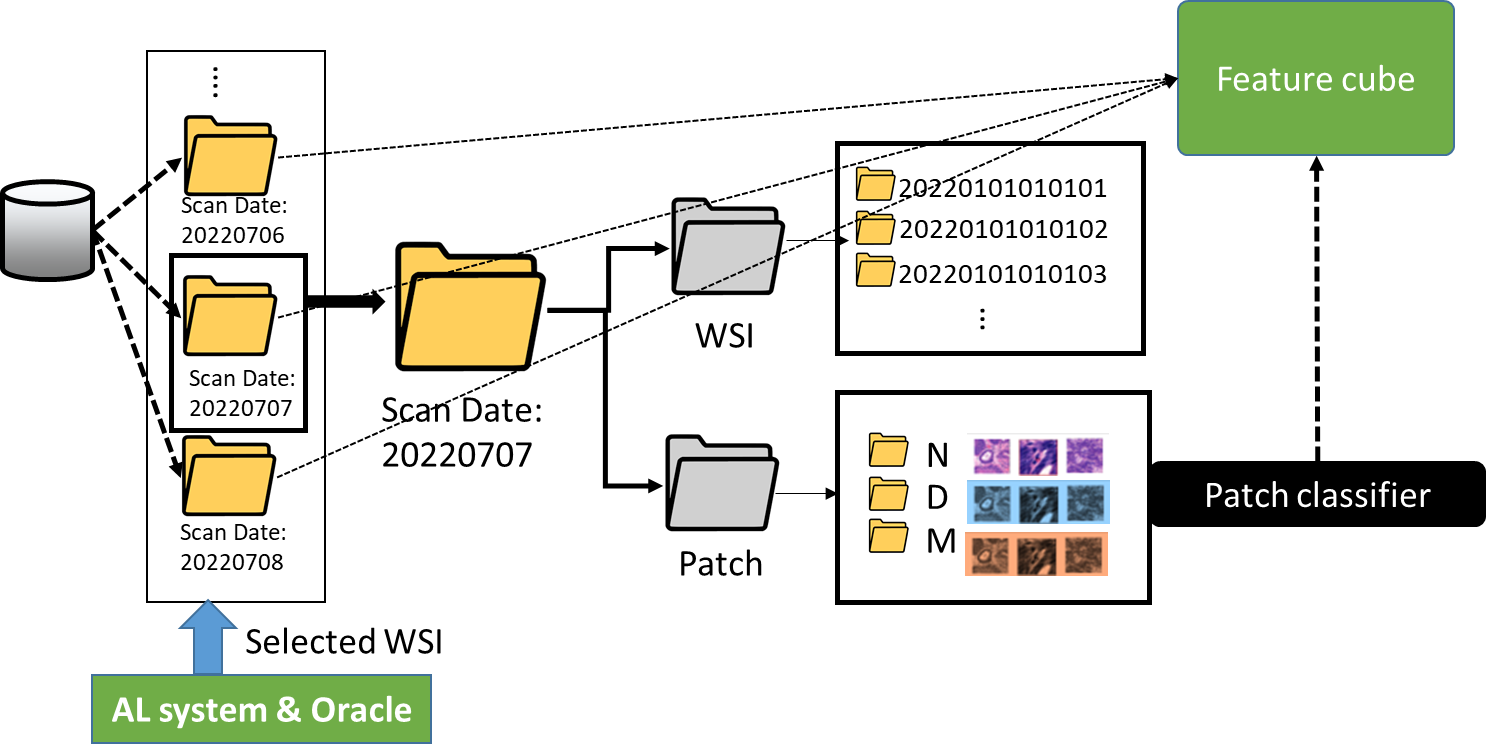 Feature cube
Scan Date:
20220706
Scan Date:
20220707
Scan Date:
20220708
Scan Date:
20220707
WSI
20220101010101
20220101010102
20220101010103
Patch
N
D
M
Patch classifier
Selected WSI
AL system & Oracle